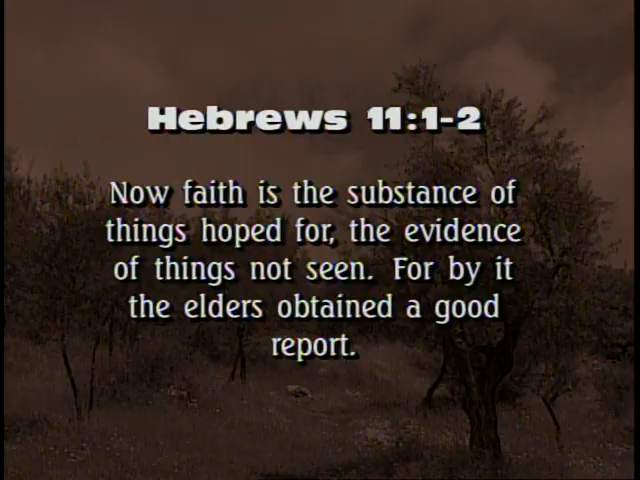 Hebrews 11:1-2
Now faith is the substance of
things hoped for, the evidence
of things not seen. For by it
the elders obtained a good
report.